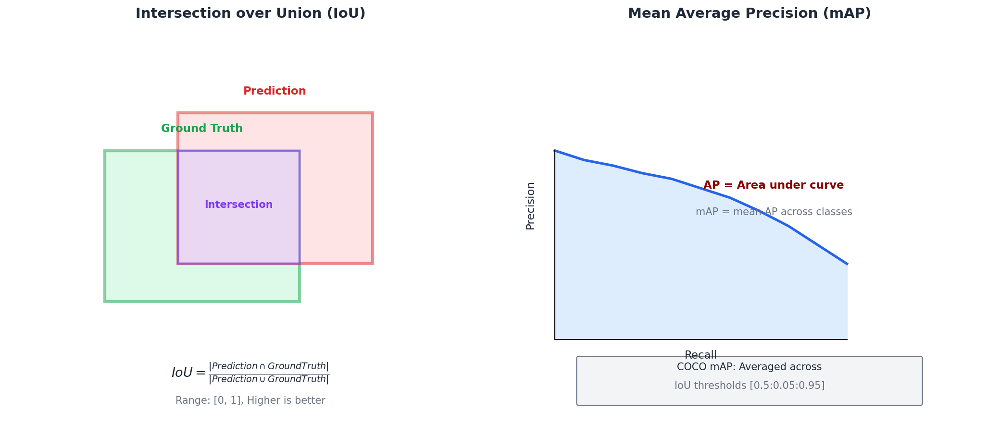 Intersection over Union (IoU)
Prediction
Ground Truth
Intersection
IoU = |Prediction ∩ GroundTruth| / |Prediction ∪ GroundTruth|
Range: [0, 1], Higher is better
Mean Average Precision (mAP)
Precision
AP = Area under curve
mAP = mean AP across classes
Recall
COCO mAP: Averaged across
IoU thresholds [0.5:0.05:0.95]